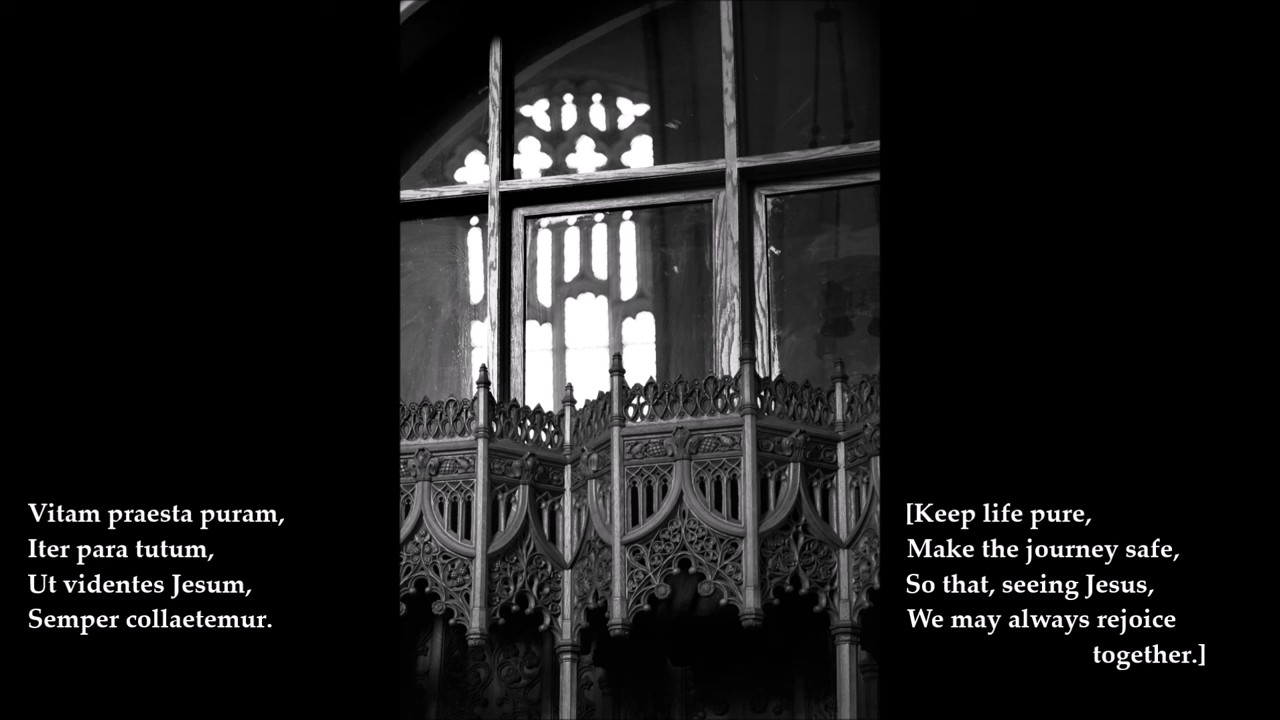 Vitam praesta puram,
Iter para tutum,
Ut videntes Jesum,
Semper collaetemur.
[Keep life pure,
Make the journey safe,
So that, seeing Jesus,
We may always rejoice
together.]